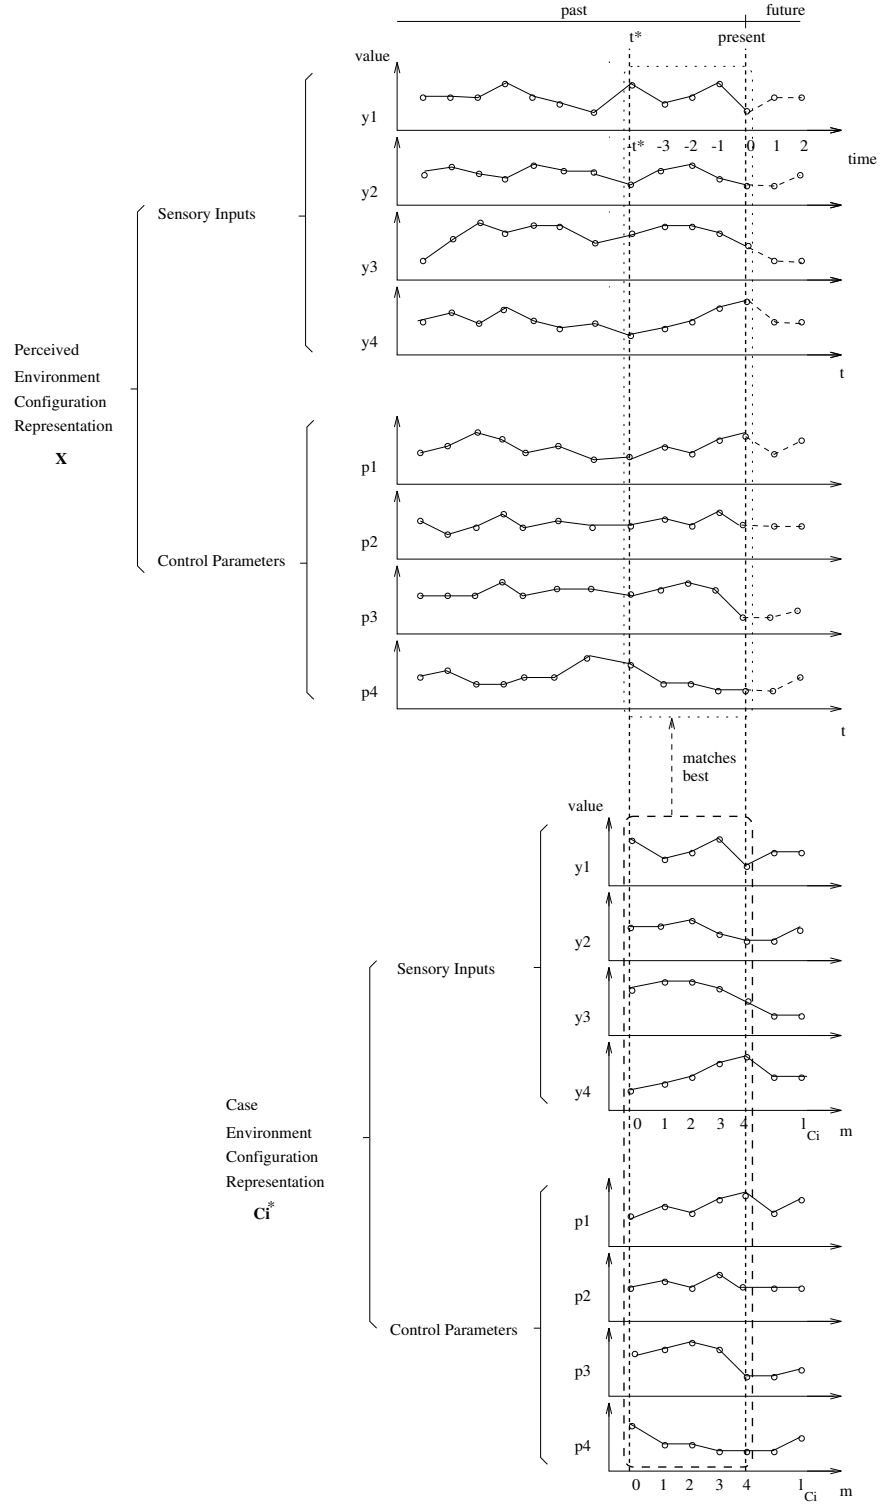 past future
t* present
value
y1
-t* -3 -2 -1 0 1 2
time
y2
Sensory Inputs
y3
y4
t
Perceived
Environment
Configuration
Representation
X
p1
p2
Control Parameters
p3
p4
t
matches
best
value
y1
y2
Sensory Inputs
y3
y4
0 1 2 3 4 lCi m
Case
Environment
Configuration
Representation
Ci*
p1
p2
Control Parameters
p3
p4
0 1 2 3 4 lCi m